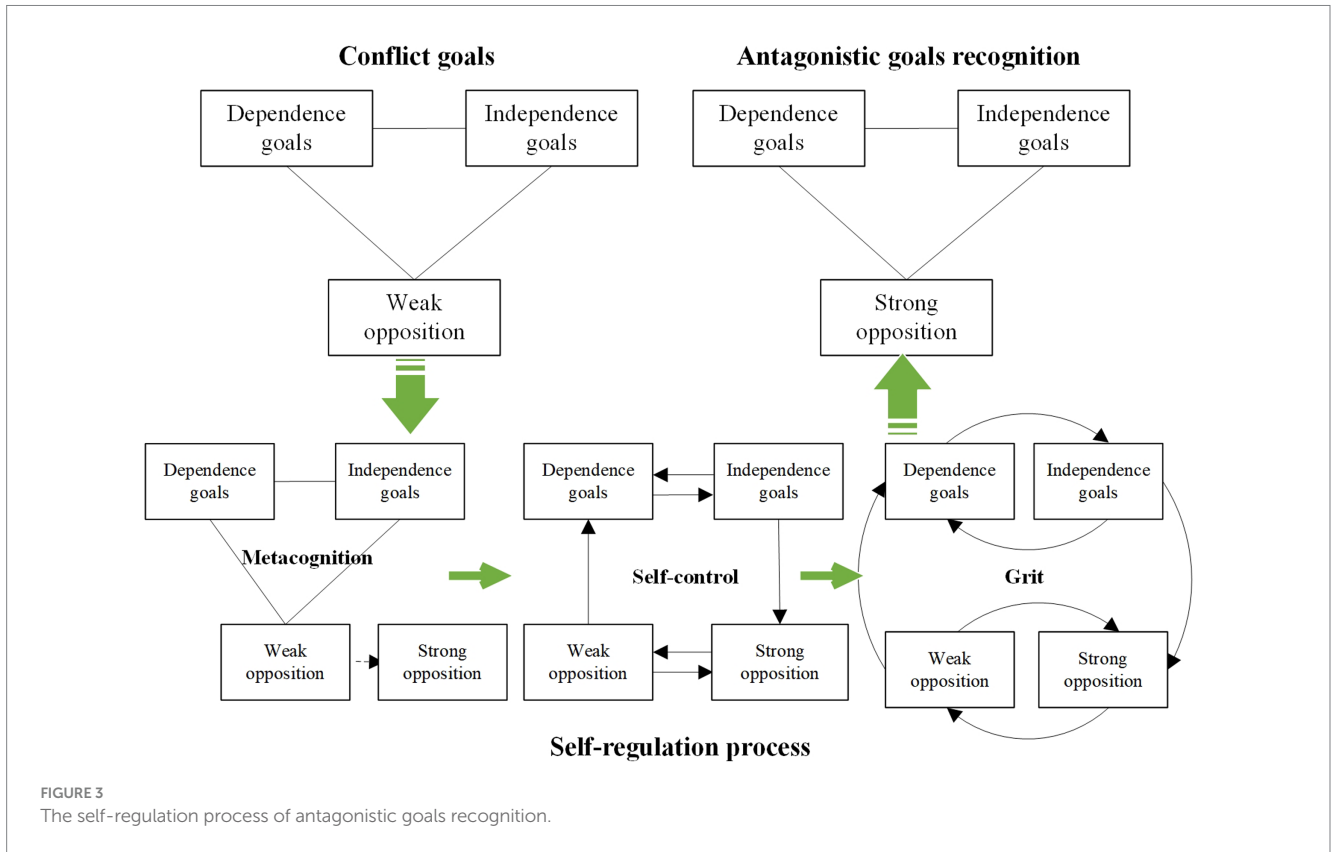 Conflict goals
Antagonistic goals recognition
Dependence
goals
Independence
goals
Dependence
goals
Independence
goals
Weak
opposition
Strong
opposition
Dependence
goals
Independence
goals
Dependence
goals
Independence
goals
Dependence
goals
Independence
goals
Metacognition
Self-control
Grit
Weak
opposition
Strong
opposition
Weak
opposition
Strong
opposition
Weak
opposition
Strong
opposition
Self-regulation process
FIGURE 3
The self-regulation process of antagonistic goals recognition.